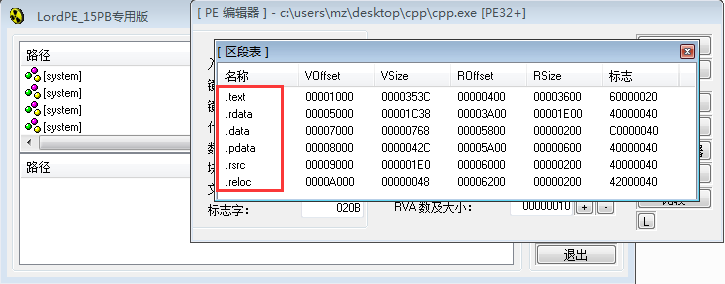 LordPE_15PB专用版
[ PE 编辑器 ] - c:\users\mz\desktop\cpp\cpp.exe [PE32+]
路径
[system]
[system]
[system]
[system]
路径
[ 区段表 ]
名称 VOffset VSize ROffset RSize 标志
.text 00001000 0000353C 00000400 00003600 60000020
.rdata 00005000 00001C38 00003A00 00001E00 40000040
.data 00007000 00000768 00005800 00000200 C0000040
.pdata 00008000 0000042C 00005A00 00000600 40000040
.rsrc 00009000 000001E0 00006000 00000200 40000040
.reloc 0000A000 00000048 00006200 00000200 42000040
标志字: 020B RVA 数及大小: 00000010 + -
L
退出